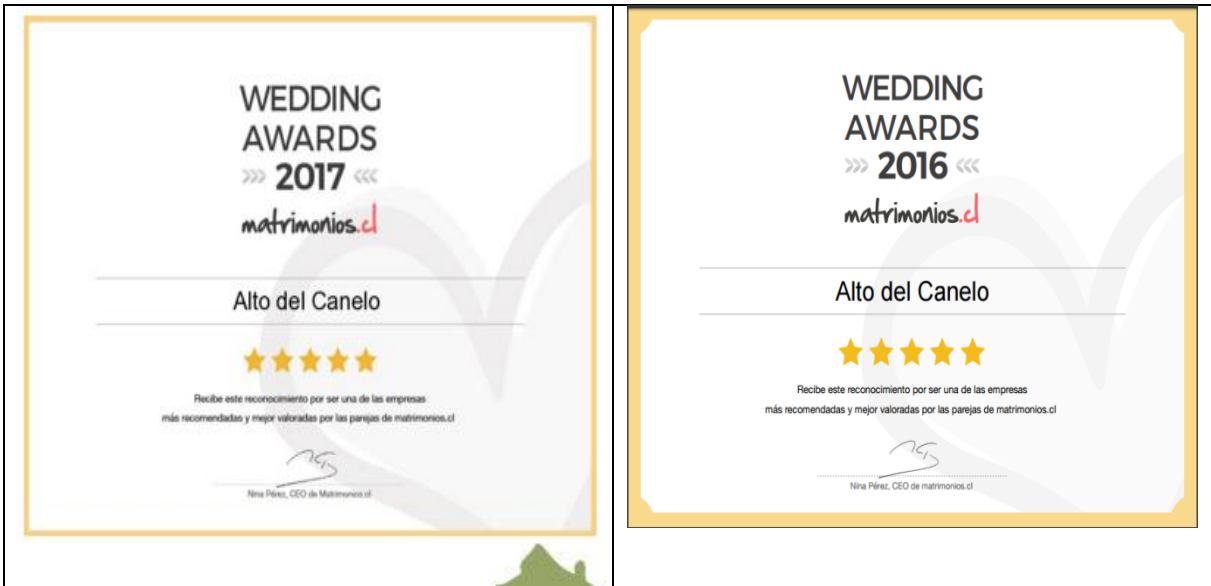 WEDDING
AWARDS
»» 2017 ««
matrimonios.cl
Alto del Canelo
Recibe este reconocimiento por ser una de las empresas
más recomendadas y mejor valoradas por las parejas de matrimonios.cl
Nina Pérez, CEO de Matrimonios.cl
WEDDING
AWARDS
»» 2016 ««
matrimonios.cl
Alto del Canelo
Recibe este reconocimiento por ser una de las empresas
más recomendadas y mejor valoradas por las parejas de matrimonios.cl
Nina Pérez, CEO de matrimonios.cl